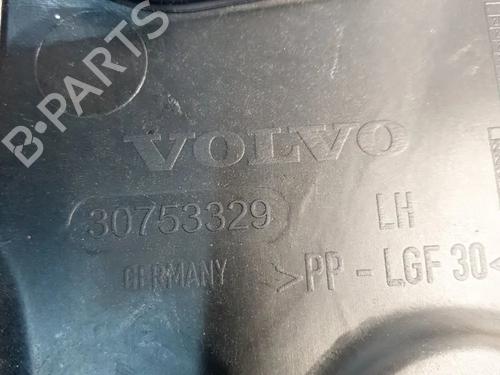 B-PARTS
VOLVO
30753329 LH
GERMANY >PP-LGF 30<